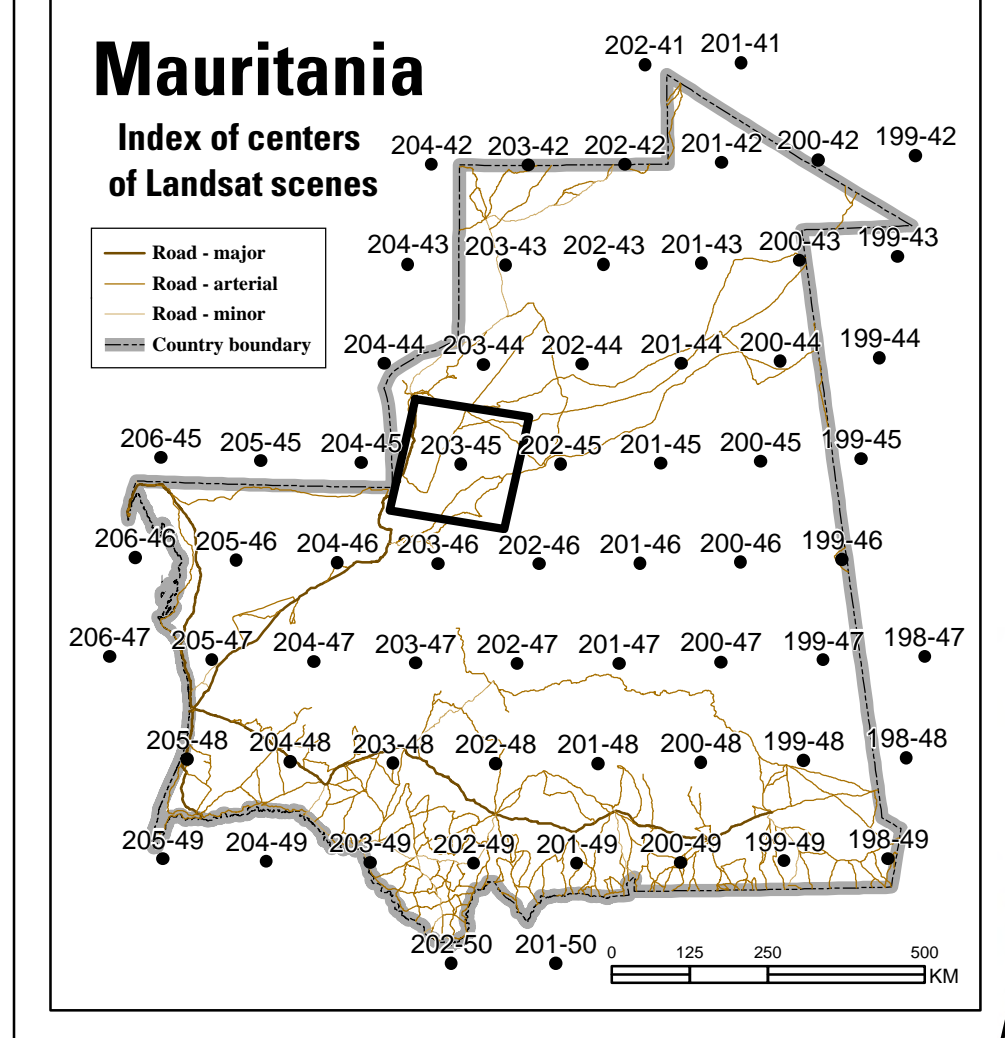 Mauritania
Index of centers
of Landsat scenes
Road - major
Road - arterial
Road - minor
Country boundary
202-41 201-41
204-42 203-42 202-42 201-42 200-42 199-42
204-43 203-43 202-43 201-43 200-43 199-43
204-44 203-44 202-44 201-44 200-44 199-44
206-45 205-45 204-45 203-45 202-45 201-45 200-45 199-45
206-46 205-46 204-46 203-46 202-46 201-46 200-46 199-46
206-47 205-47 204-47 203-47 202-47 201-47 200-47 199-47 198-47
205-48 204-48 203-48 202-48 201-48 200-48 199-48 198-48
205-49 204-49 203-49 202-49 201-49 200-49 199-49 198-49
202-50 201-50
0 125 250 500
KM